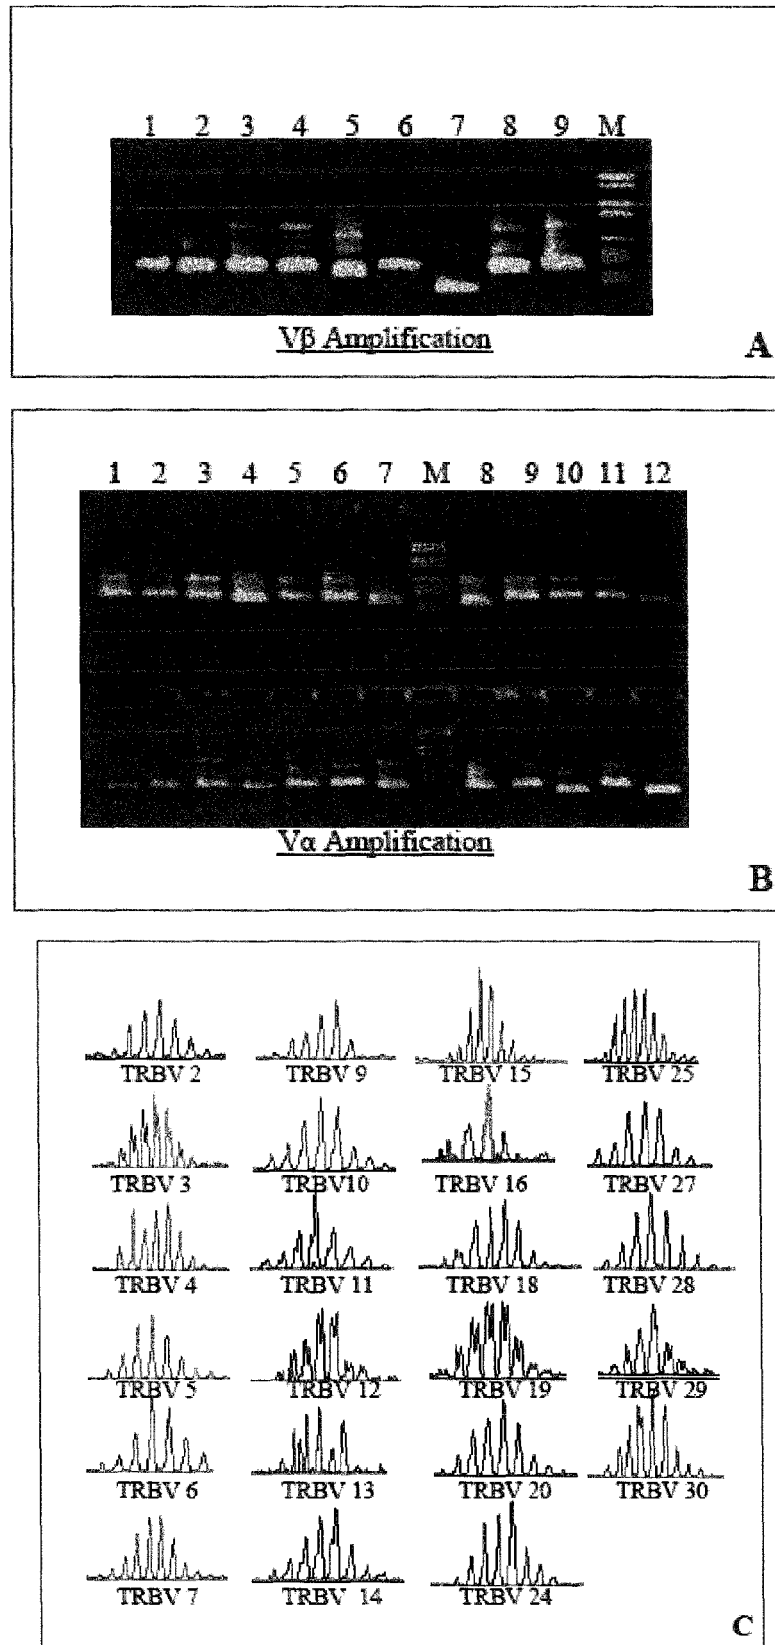 1 2 3 4 5 6 7 8 9 M
Vβ Amplification
A
1 2 3 4 5 6 7 M 8 9 10 11 12
Vα Amplification
B
TRBV 2 TRBV 9 TRBV 15 TRBV 25
TRBV 3 TRBV10 TRBV 16 TRBV 27
TRBV 4 TRBV 11 TRBV 18 TRBV 28
TRBV 5 TRBV 12 TRBV 19 TRBV 29
TRBV 6 TRBV 13 TRBV 20 TRBV 30
TRBV 7 TRBV 14 TRBV 24
C